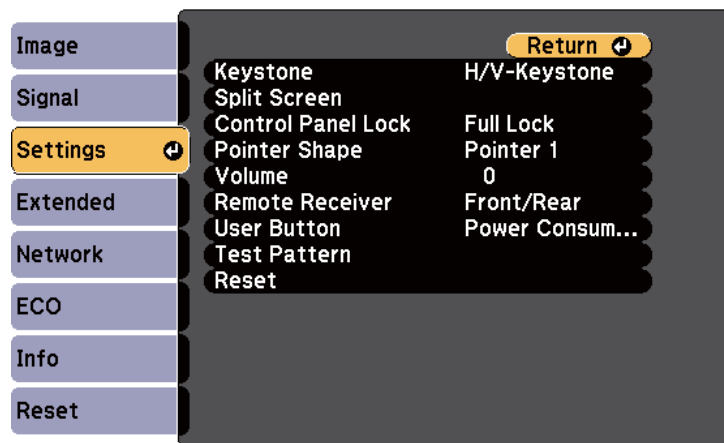 Image
Signal
Settings
Extended
Network
ECO
Info
Reset
Return
Keystone H/V-Keystone
Split Screen
Control Panel Lock Full Lock
Pointer Shape Pointer 1
Volume 0
Remote Receiver Front/Rear
User Button Power Consum...
Test Pattern
Reset